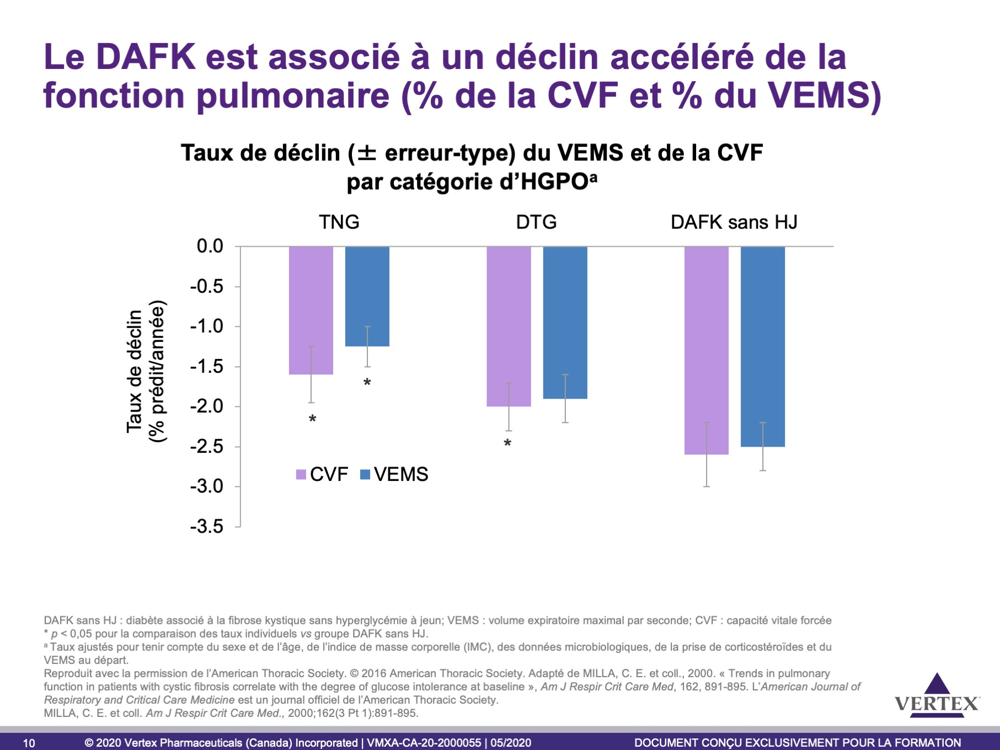 Le DAFK est associé à un déclin accéléré de la
fonction pulmonaire (% de la CVF et % du VEMS)
Taux de déclin (± erreur-type) du VEMS et de la CVF
par catégorie d’HGPOᵃ
TNG DTG DAFK sans HJ
0.0
-0.5
-1.0
-1.5
-2.0
-2.5
-3.0
-3.5
Taux de déclin
(% prédit/année)
*
*
*
CVF VEMS
DAFK sans HJ : diabète associé à la fibrose kystique sans hyperglycémie à jeun; VEMS : volume expiratoire maximal par seconde; CVF : capacité vitale forcée
* p < 0,05 pour la comparaison des taux individuels vs groupe DAFK sans HJ.
ᵃ Taux ajustés pour tenir compte du sexe et de l’âge, de l’indice de masse corporelle (IMC), des données microbiologiques, de la prise de corticostéroïdes et du
VEMS au départ.
Reproduit avec la permission de l’American Thoracic Society. © 2016 American Thoracic Society. Adapté de MILLA, C. E. et coll., 2000. « Trends in pulmonary
function in patients with cystic fibrosis correlate with the degree of glucose intolerance at baseline », Am J Respir Crit Care Med, 162, 891-895. L’American Journal of
Respiratory and Critical Care Medicine est un journal officiel de l’American Thoracic Society.
MILLA, C. E. et coll. Am J Respir Crit Care Med., 2000;162(3 Pt 1):891-895.
VERTEX
10 © 2020 Vertex Pharmaceuticals (Canada) Incorporated | VMXA-CA-20-2000055 | 05/2020 DOCUMENT CONÇU EXCLUSIVEMENT POUR LA FORMATION